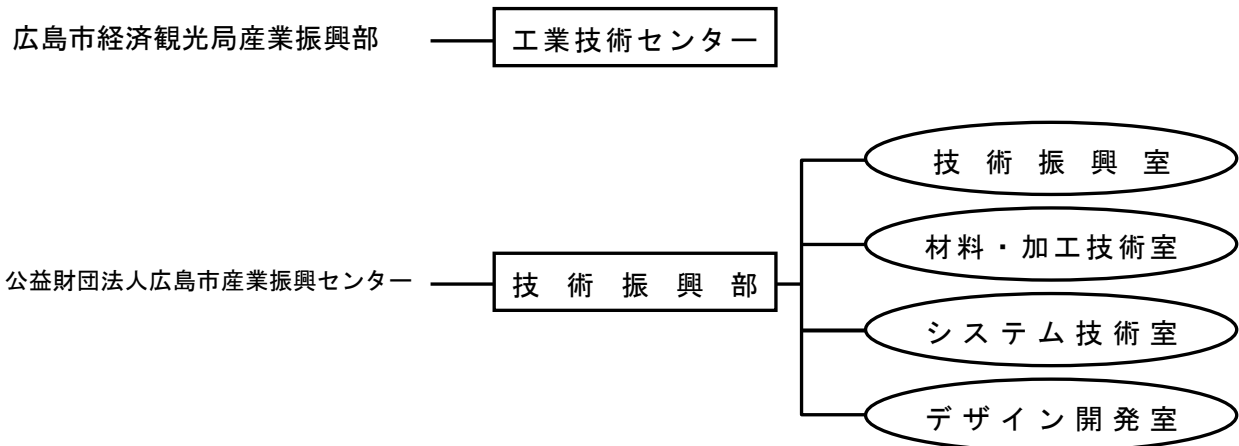 広島市経済観光局産業振興部
工業技術センター
公益財団法人広島市産業振興センター
技術振興部
技術振興室
材料・加工技術室
システム技術室
デザイン開発室